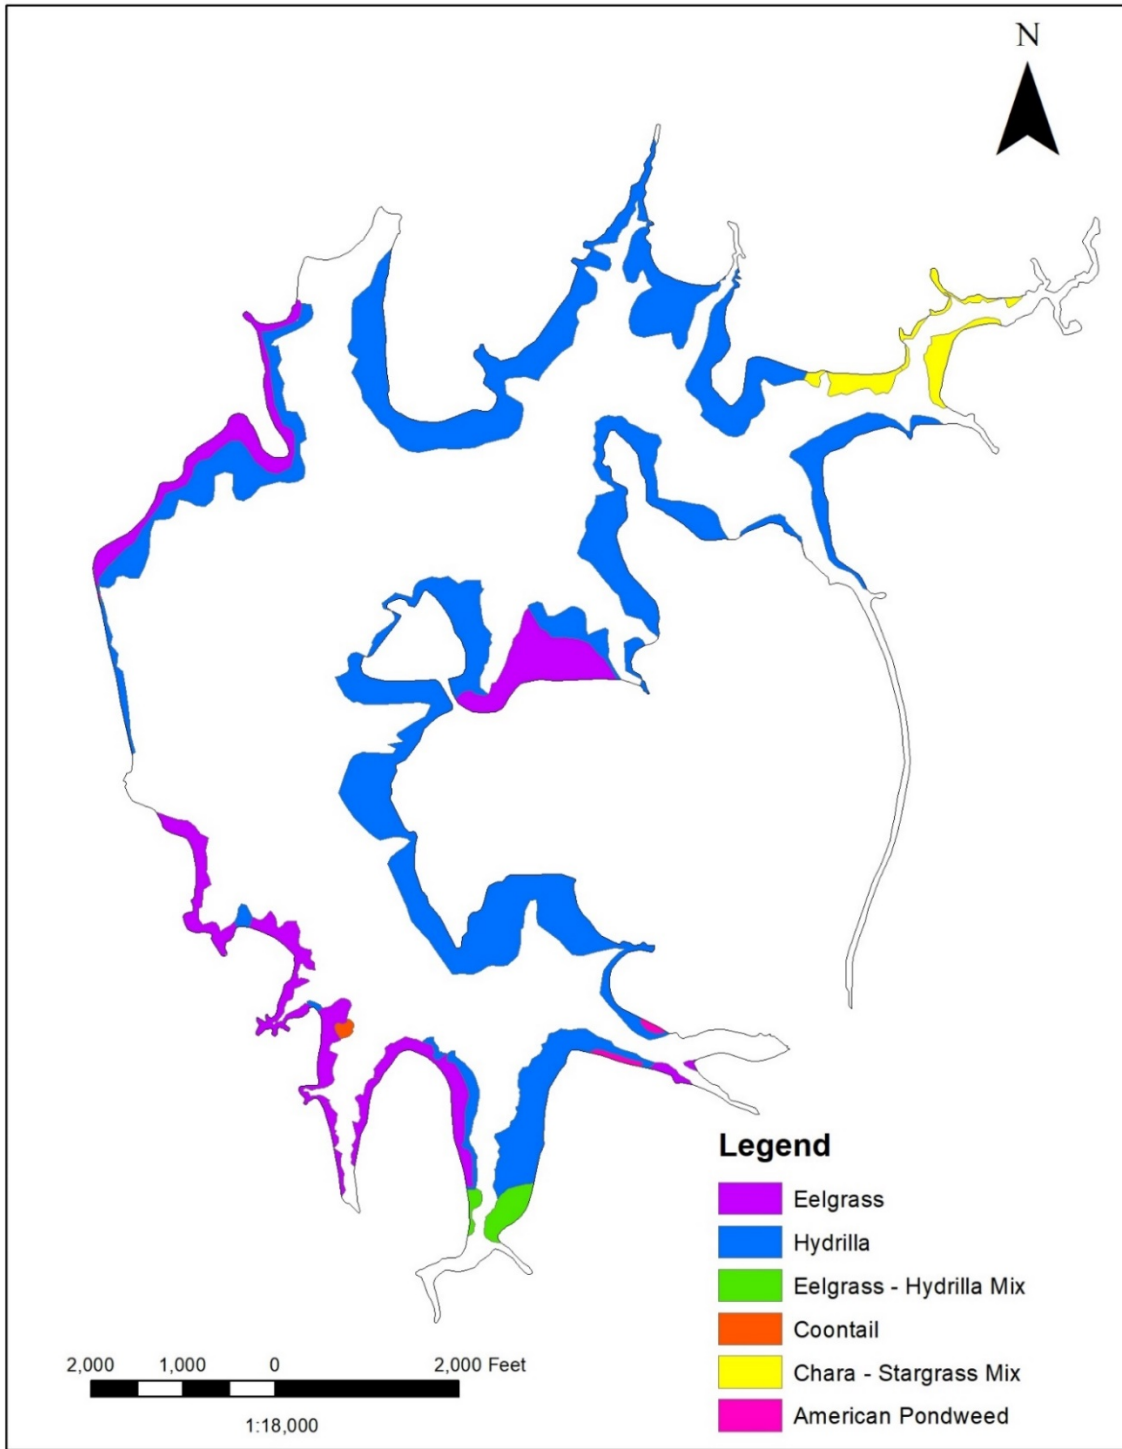 N
Legend
Eelgrass
Hydrilla
Eelgrass - Hydrilla Mix
Coontail
Chara - Stargrass Mix
American Pondweed
2,000 1,000 0 2,000 Feet
1:18,000